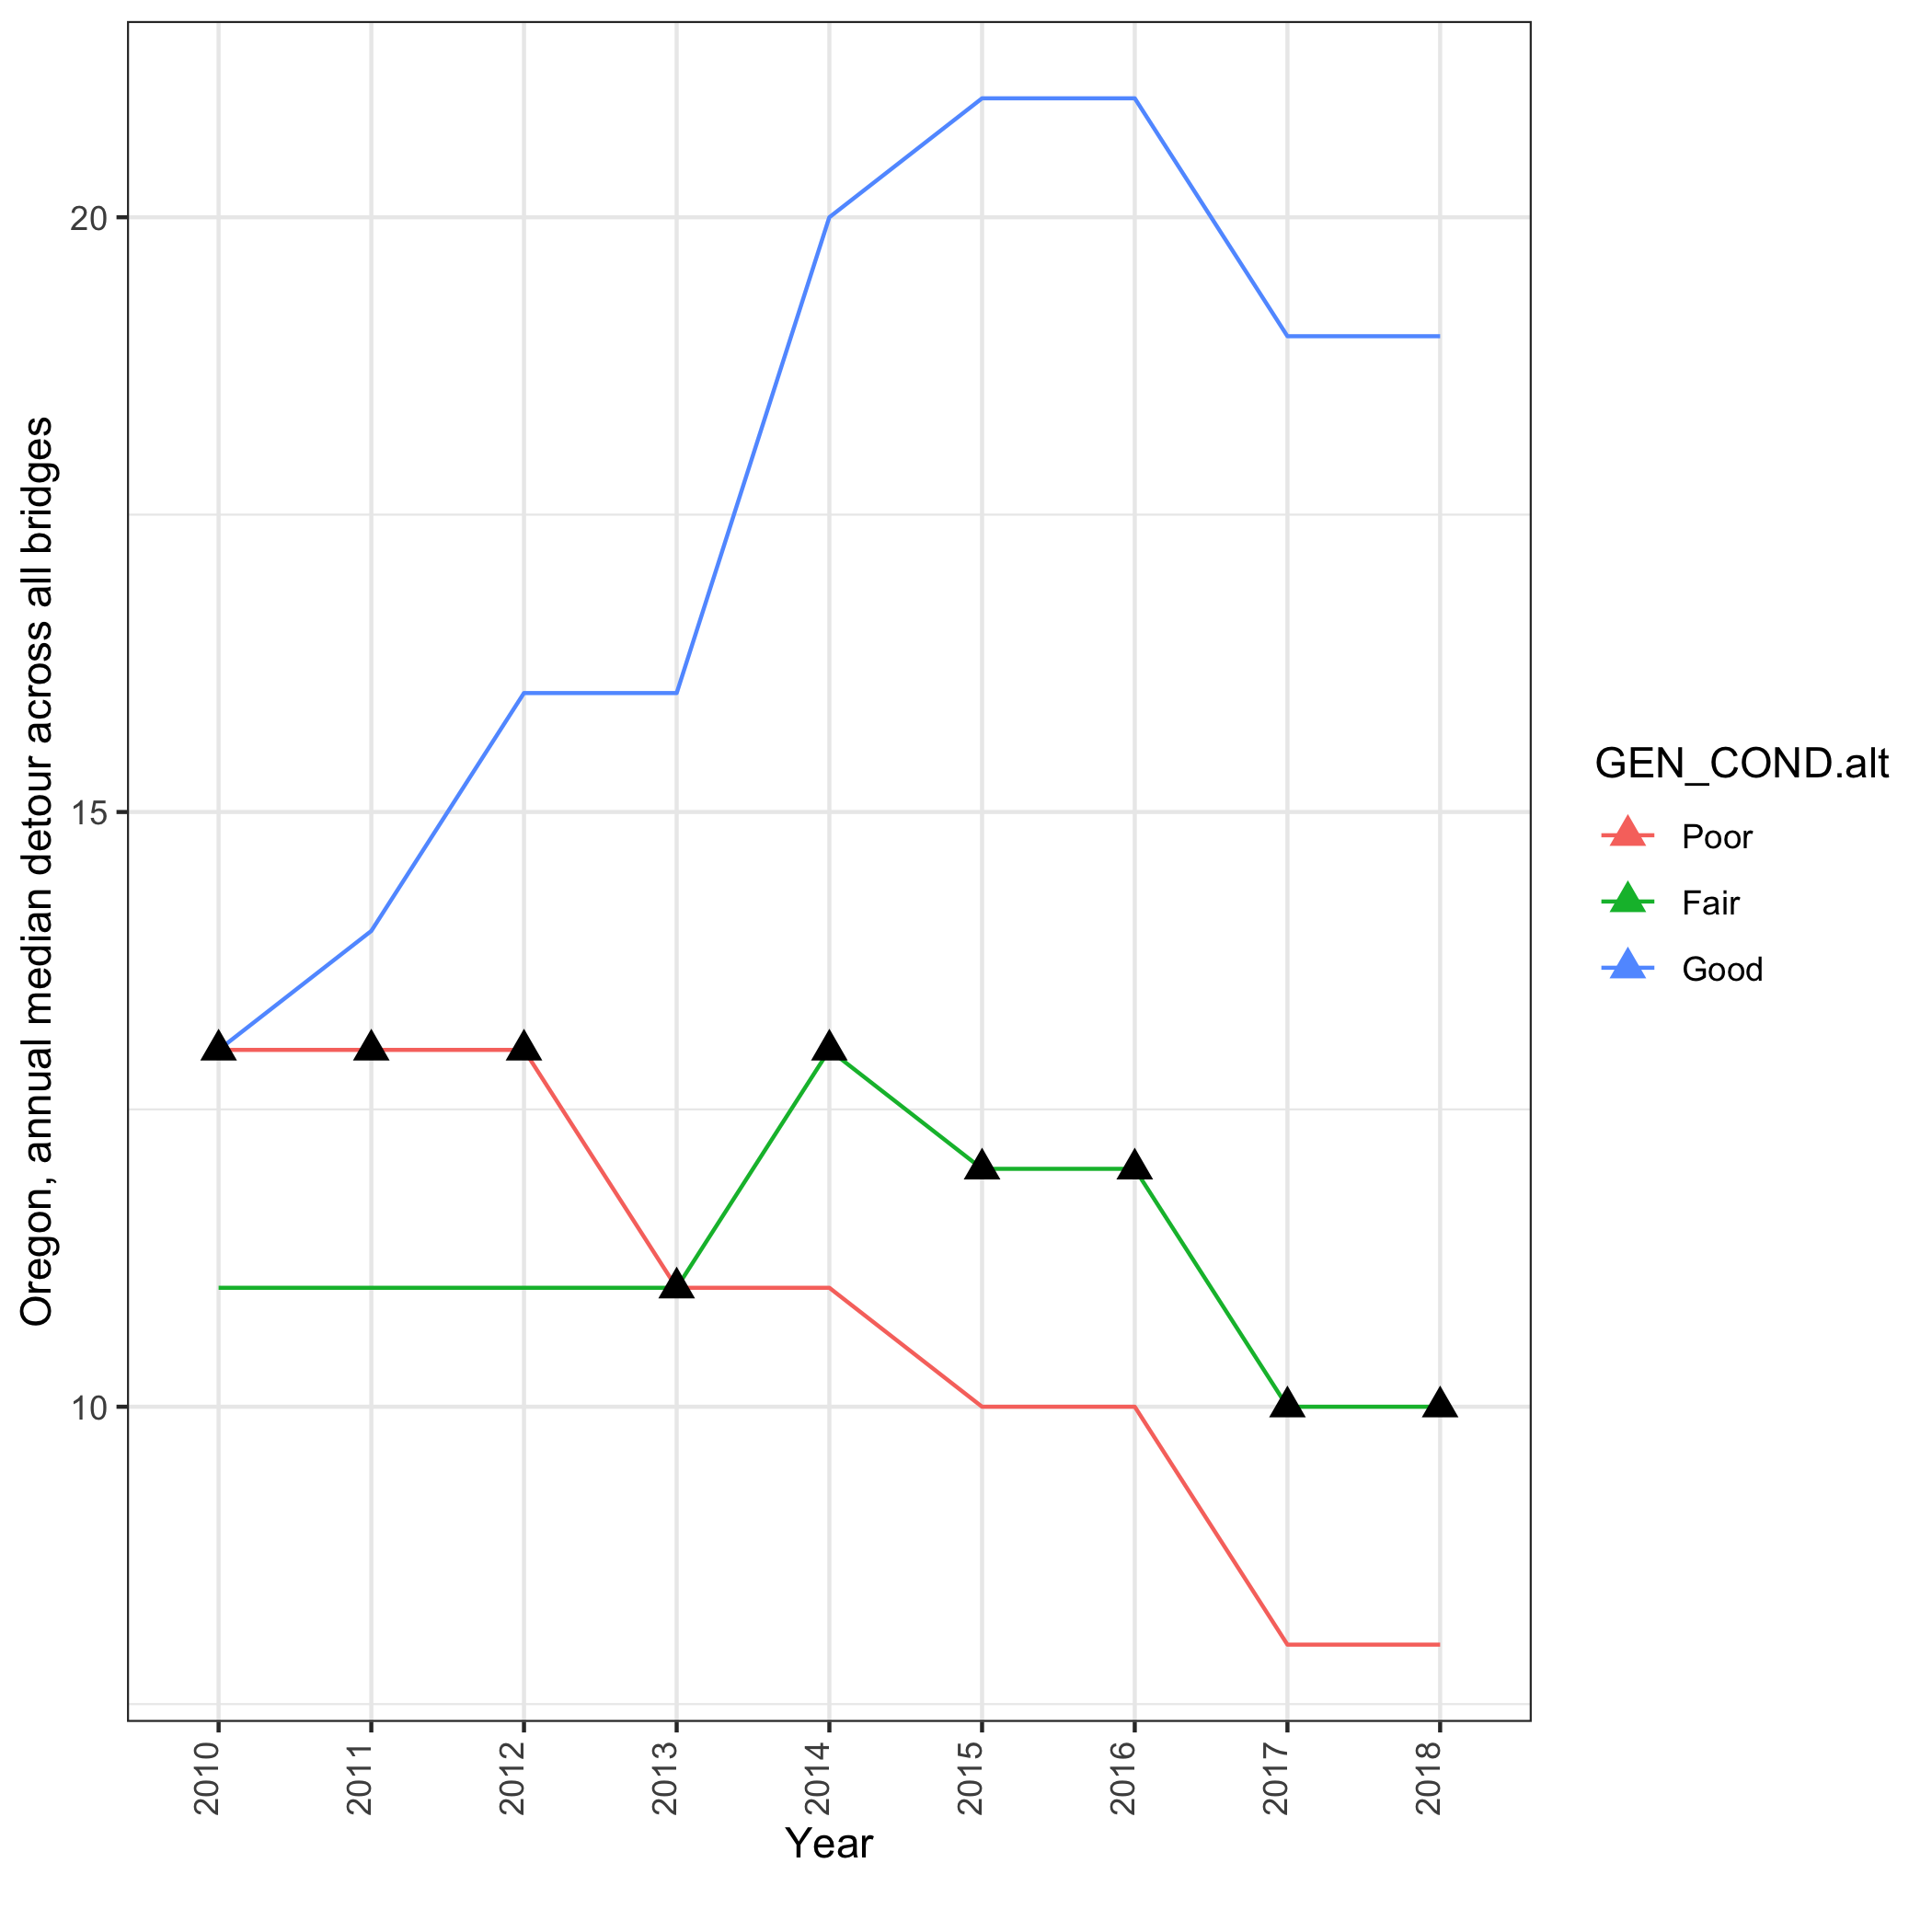 Oregon, annual median detour across all bridges
20
15
10
2010
2011
2012
2013
2014
2015
2016
2017
2018
Year
GEN_COND.alt
Poor
Fair
Good